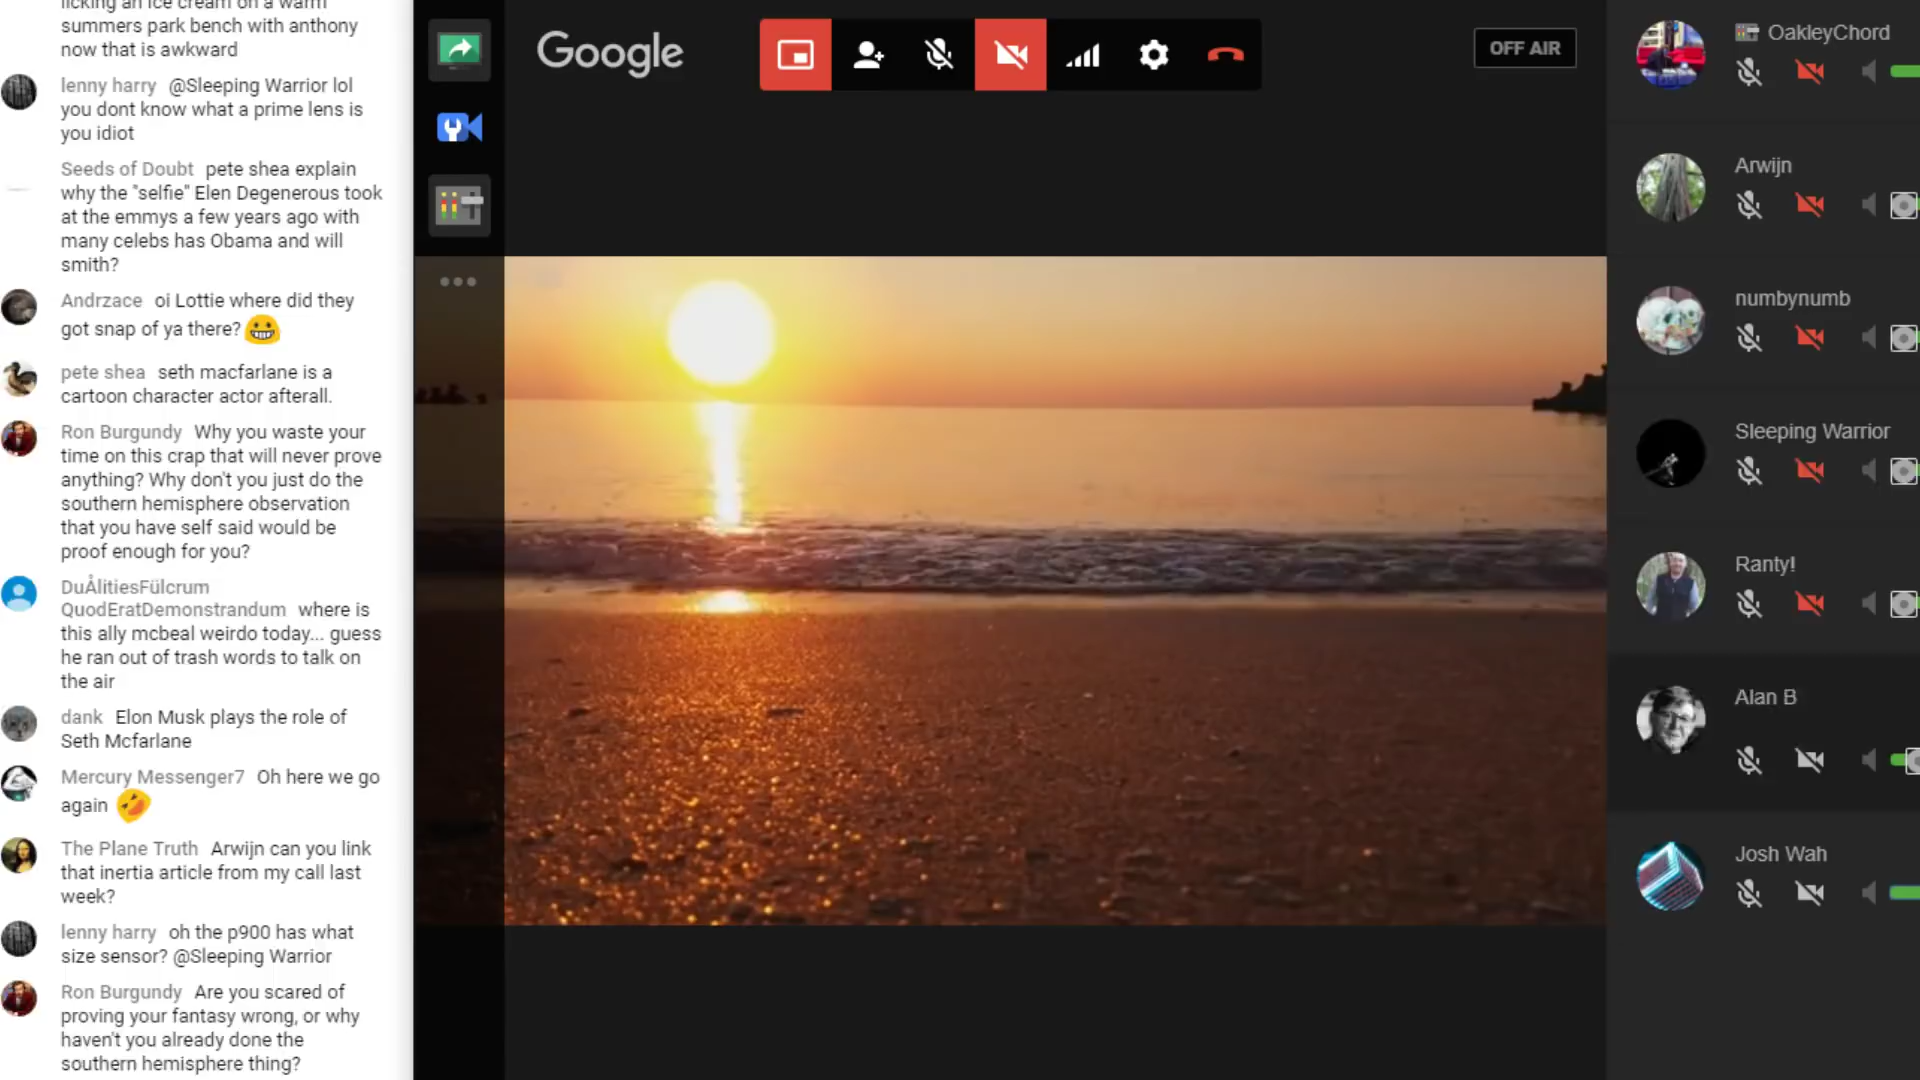 licking an ice cream on a warm
summers park bench with anthony
now that is awkward
lenny harry @Sleeping Warrior lol
you dont know what a prime lens is
you idiot
Seeds of Doubt pete shea explain
why the "selfie" Elen Degenerous took
at the emmys a few years ago with
many celebs has Obama and will
smith?
Andrzace oi Lottie where did they
got snap of ya there?
pete shea seth macfarlane is a
cartoon character actor afterall.
Ron Burgundy Why you waste your
time on this crap that will never prove
anything? Why don't you just do the
southern hemisphere observation
that you have self said would be
proof enough for you?
DuÅlitiesFülcrum
QuodEratDemonstrandum where is
this ally mcbeal weirdo today... guess
he ran out of trash words to talk on
the air
dank Elon Musk plays the role of
Seth Mcfarlane
Mercury Messenger7 Oh here we go
again
The Plane Truth Arwijn can you link
that inertia article from my call last
week?
lenny harry oh the p900 has what
size sensor? @Sleeping Warrior
Ron Burgundy Are you scared of
proving your fantasy wrong, or why
haven't you already done the
southern hemisphere thing?
Google
OFF AIR
OakleyChord
Arwijn
numbynumb
Sleeping Warrior
Ranty!
Alan B
Josh Wah